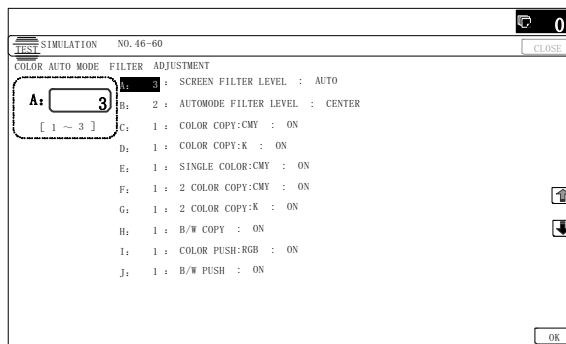 0
TEST SIMULATION NO.46-60
CLOSE
COLOR AUTO MODE FILTER ADJUSTMENT
A: 3
[ 1 ~ 3 ]
A: 3 : SCREEN FILTER LEVEL : AUTO
B: 2 : AUTOMODE FILTER LEVEL : CENTER
C: 1 : COLOR COPY:CMY : ON
D: 1 : COLOR COPY:K : ON
E: 1 : SINGLE COLOR:CMY : ON
F: 1 : 2 COLOR COPY:CMY : ON
G: 1 : 2 COLOR COPY:K : ON
H: 1 : B/W COPY : ON
I: 1 : COLOR PUSH:RGB : ON
J: 1 : B/W PUSH : ON
OK